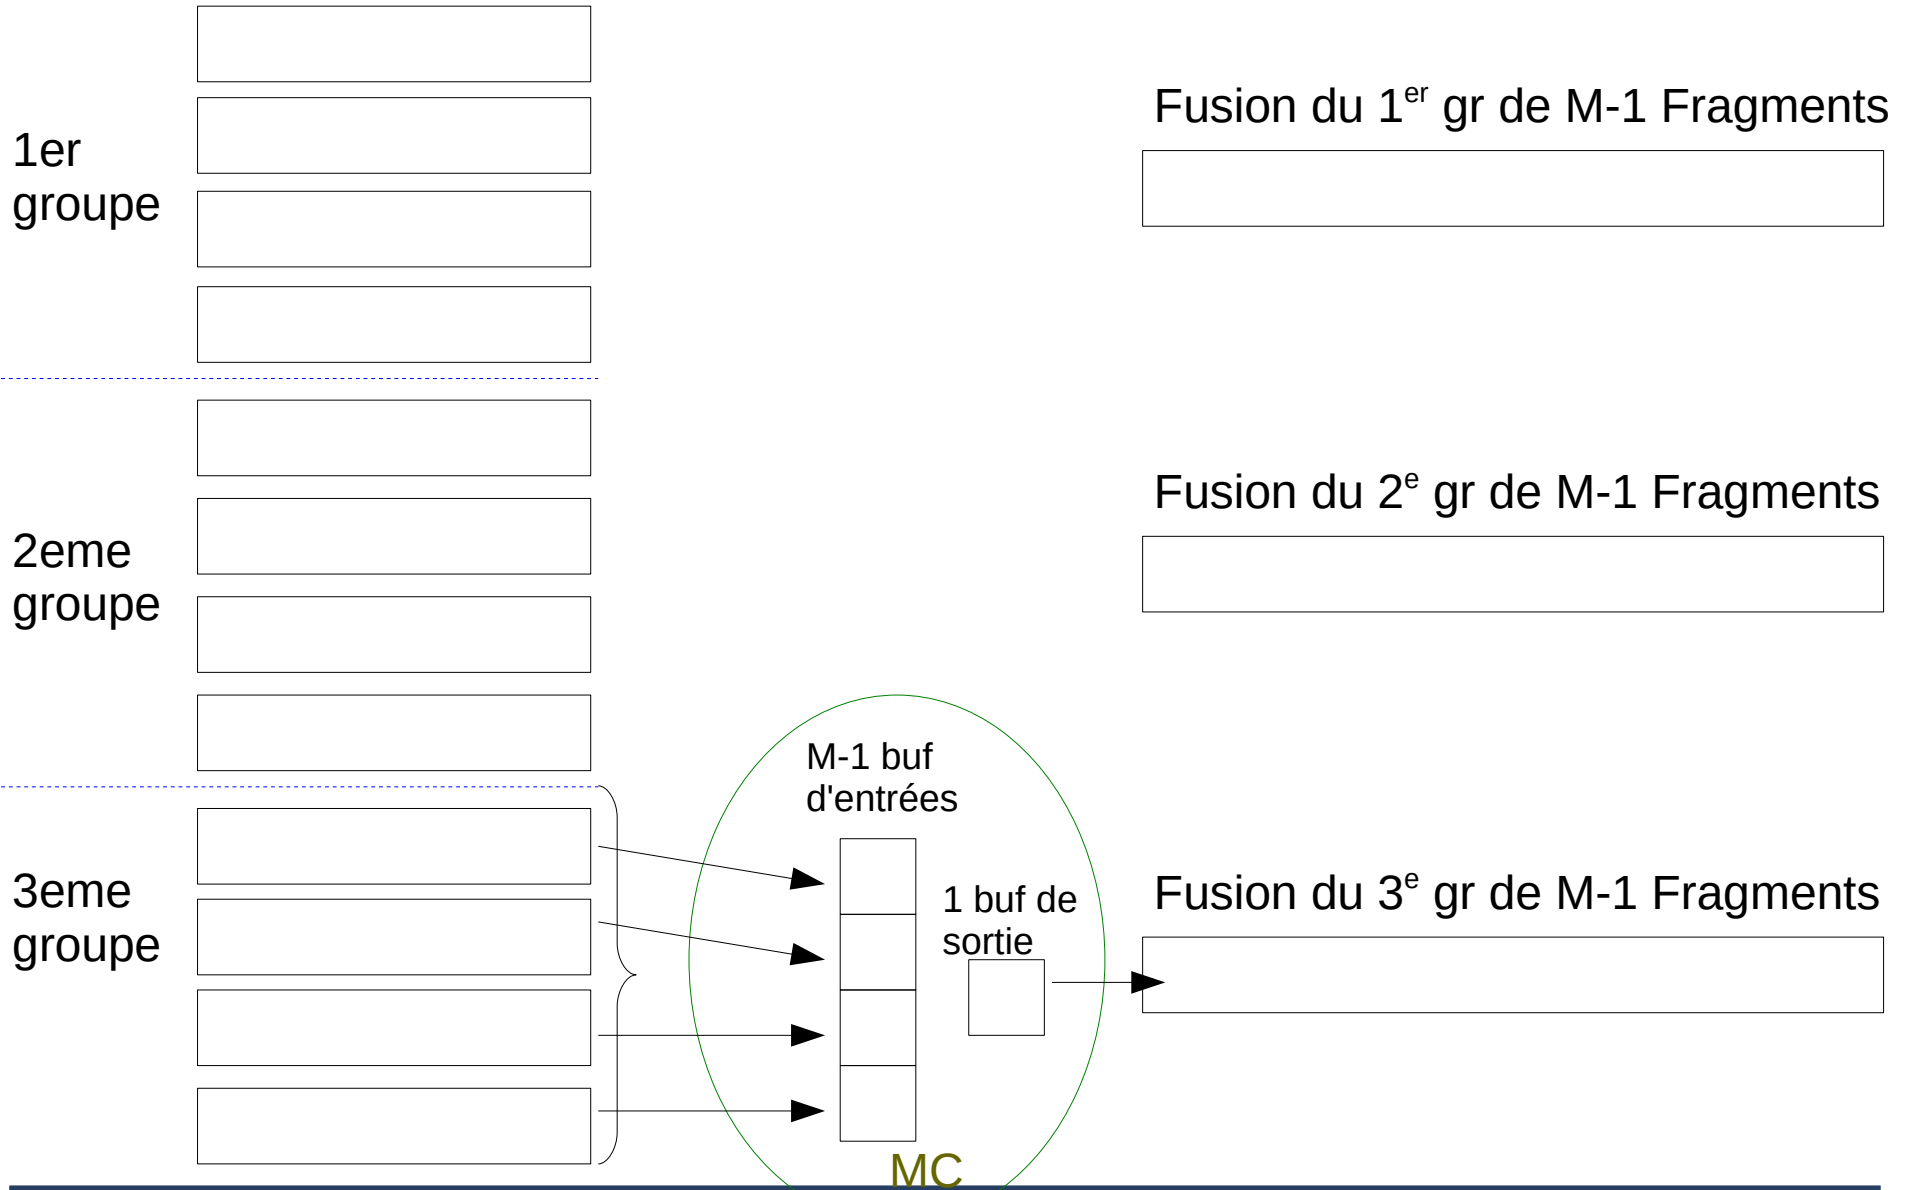 1er
groupe
Fusion du 1er gr de M-1 Fragments
2eme
groupe
Fusion du 2e gr de M-1 Fragments
M-1 buf
d'entrées
3eme
groupe
1 buf de
sortie
Fusion du 3e gr de M-1 Fragments
MC